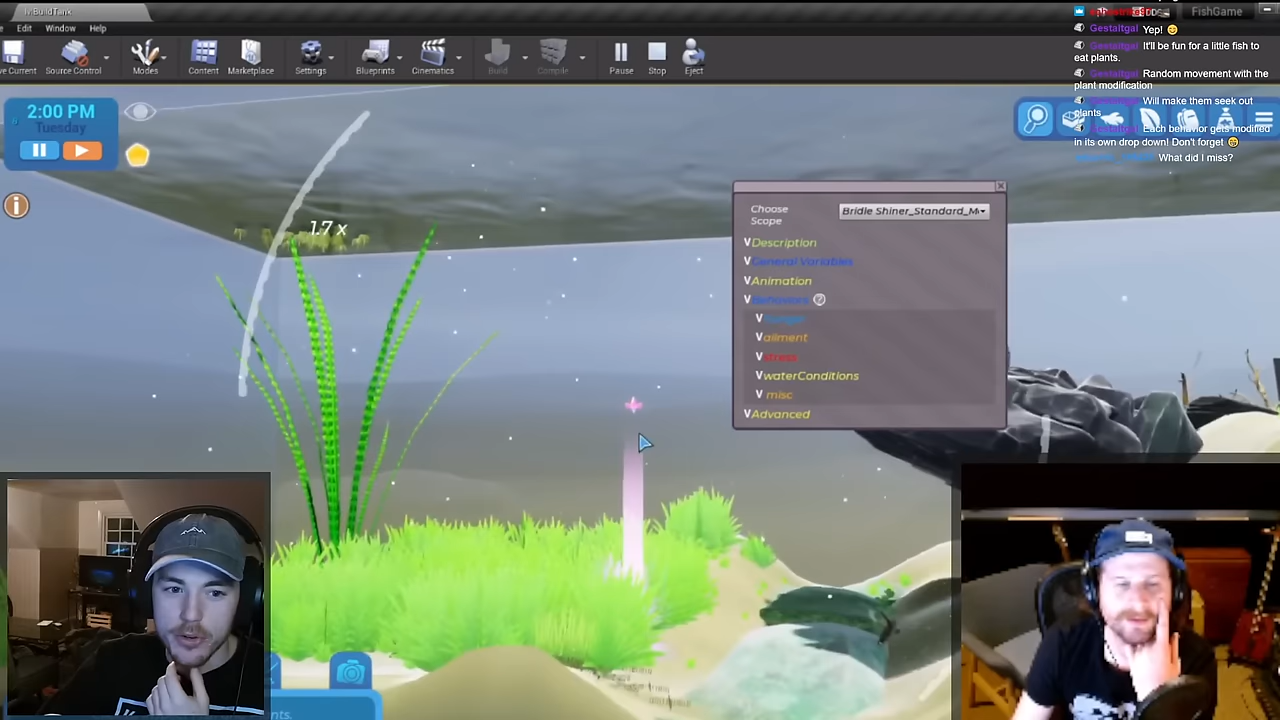 lvlBuildTank
FishGame
Edit Window Help
Source Control
Modes
Content
Marketplace
Settings
Blueprints
Cinematics
Build
Compile
Pause
Stop
Eject
Gestaltgal Yep!
Gestaltgal It'll be fun for a little fish to
eat plants.
Gestaltgal Random movement with the
plant modification
Gestaltgal Will make them seek out
plants
Gestaltgal Each behavior gets modified
in its own drop down! Don't forget
What did I miss?
2:00 PM
Tuesday
1.7 x
Choose
Scope
Bridle Shiner_Standard_M
V Description
V General Variables
V Animation
V Behaviors ?
V ailment
V stress
V waterConditions
V misc
V Advanced
nts.